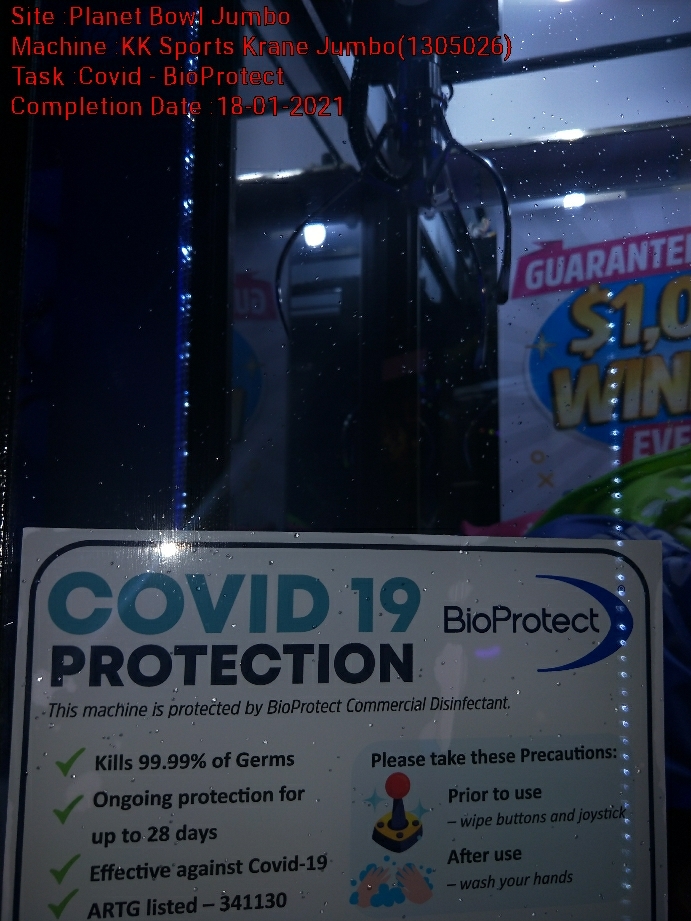 Site :Planet Bowl Jumbo
Machine :KK Sports Krane Jumbo(1305026)
Task :Covid - BioProtect
Completion Date :18-01-2021
GUARANTE
$1,0
WIN
EVE
COVID 19
PROTECTION
BioProtect®
This machine is protected by BioProtect Commercial Disinfectant.
Kills 99.99% of Germs
Ongoing protection for
up to 28 days
Effective against Covid-19
ARTG listed – 341130
Please take these Precautions:
Prior to use
– wipe buttons and joystick
After use
– wash your hands